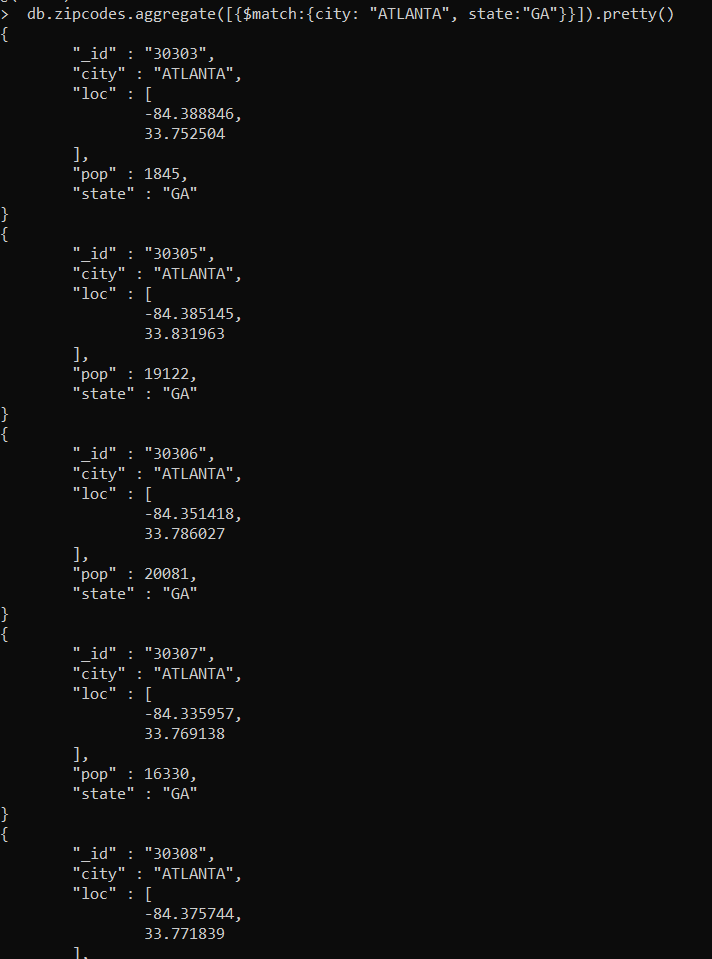 > db.zipcodes.aggregate([{$match:{city: "ATLANTA", state:"GA"}}]).pretty()
{
"_id" : "30303",
"city" : "ATLANTA",
"loc" : [
-84.388846,
33.752504
],
"pop" : 1845,
"state" : "GA"
}
{
"_id" : "30305",
"city" : "ATLANTA",
"loc" : [
-84.385145,
33.831963
],
"pop" : 19122,
"state" : "GA"
}
{
"_id" : "30306",
"city" : "ATLANTA",
"loc" : [
-84.351418,
33.786027
],
"pop" : 20081,
"state" : "GA"
}
{
"_id" : "30307",
"city" : "ATLANTA",
"loc" : [
-84.335957,
33.769138
],
"pop" : 16330,
"state" : "GA"
}
{
"_id" : "30308",
"city" : "ATLANTA",
"loc" : [
-84.375744,
33.771839
],